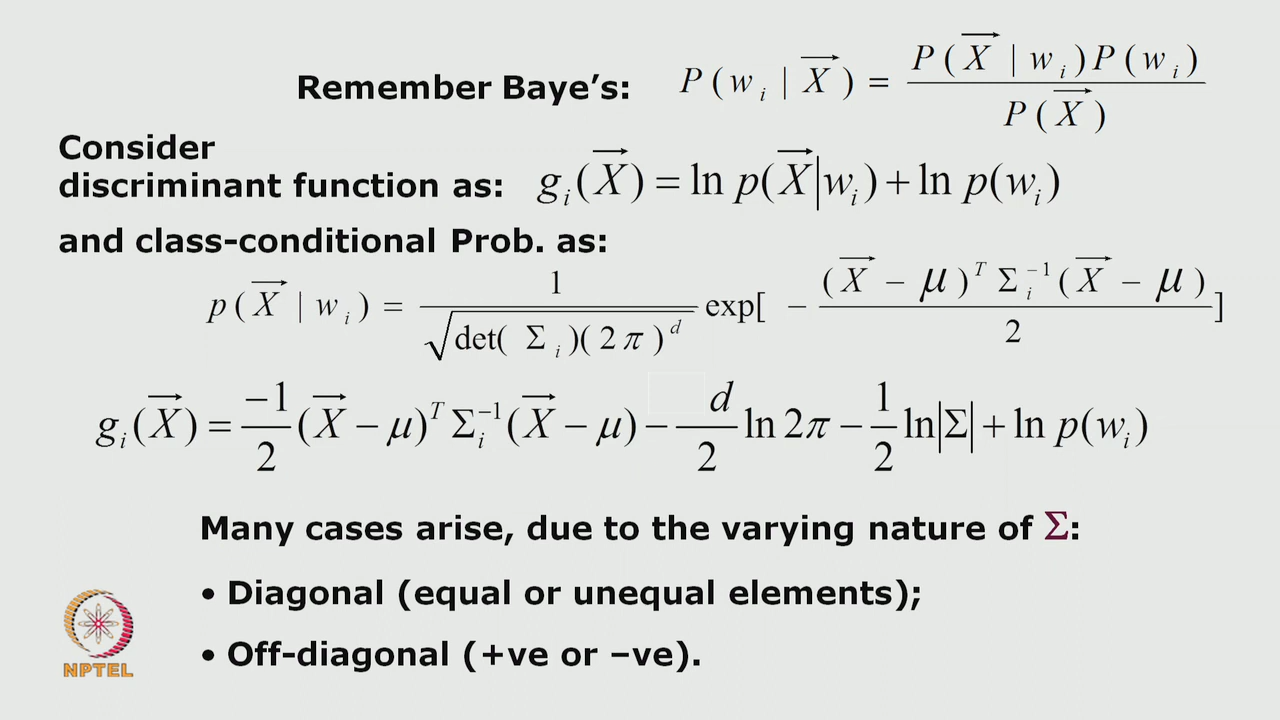 Remember Baye's: P(w_i | X⃗) = P(X⃗ | w_i)P(w_i) / P(X⃗)
Consider
discriminant function as: g_i(X⃗) = ln p(X⃗|w_i) + ln p(w_i)
and class-conditional Prob. as:
p(X⃗ | w_i) = 1 / √(det(Σ_i)(2π)^d) exp[ − (X⃗ − μ)^T Σ_i^−1 (X⃗ − μ) / 2 ]
g_i(X⃗) = −1/2 (X⃗ − μ)^T Σ_i^−1 (X⃗ − μ) − d/2 ln 2π − 1/2 ln|Σ| + ln p(w_i)
Many cases arise, due to the varying nature of Σ:
• Diagonal (equal or unequal elements);
• Off-diagonal (+ve or –ve).
NPTEL